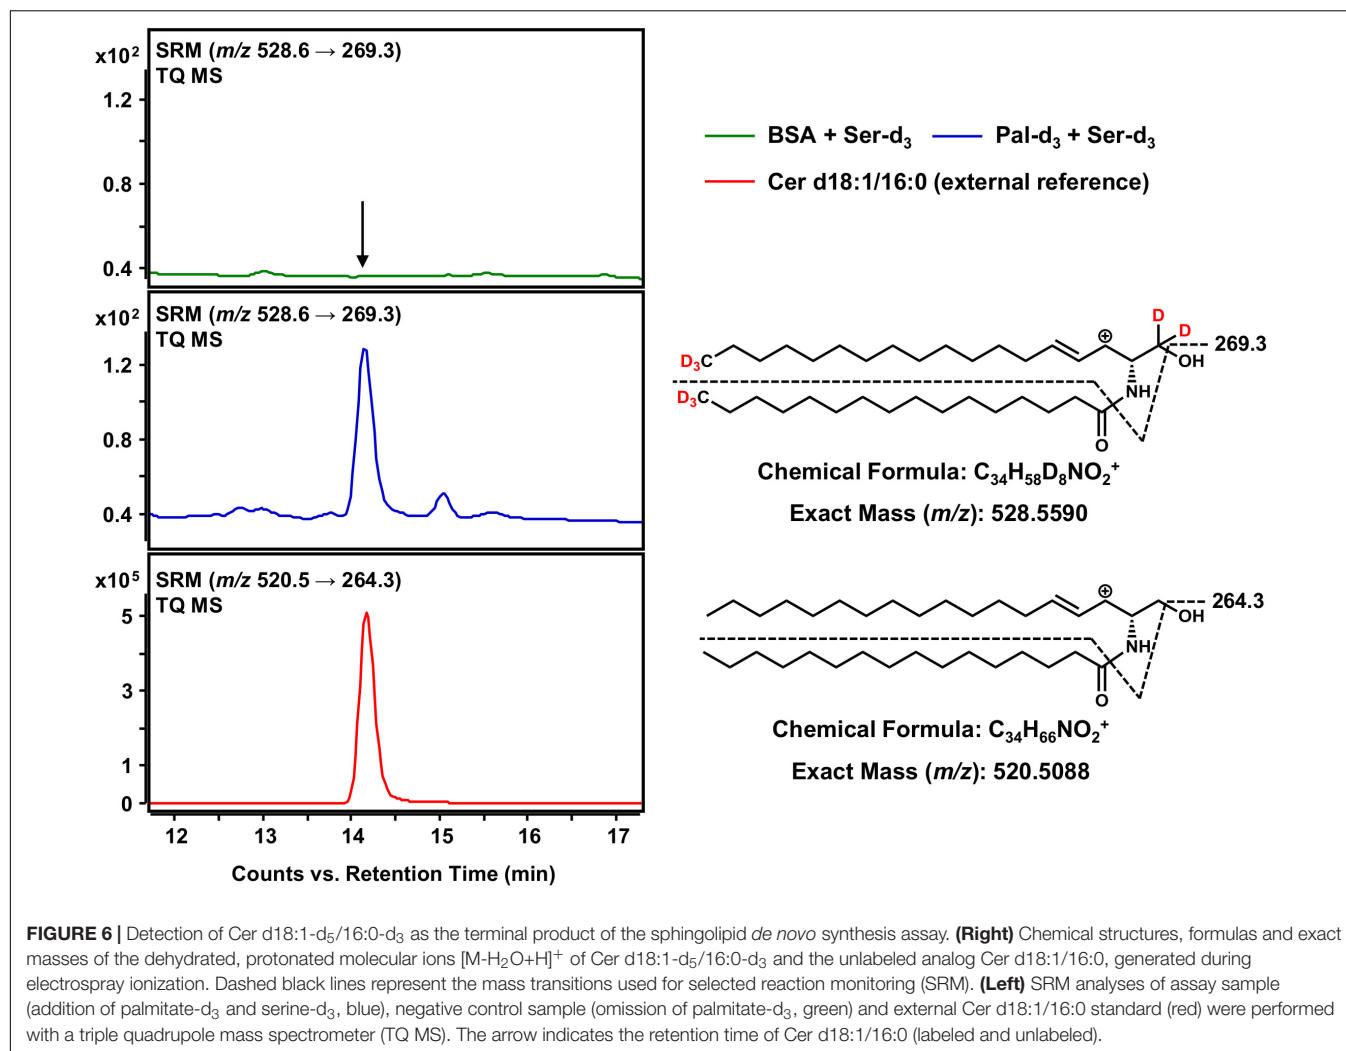 SRM (m/z 528.6 → 269.3)
TQ MS
x10²
1.2
0.8
0.4
BSA + Ser-d₃
Pal-d₃ + Ser-d₃
Cer d18:1/16:0 (external reference)
SRM (m/z 528.6 → 269.3)
TQ MS
x10²
1.2
0.8
0.4
D
D
269.3
D₃C
OH
NH
D₃C
O
Chemical Formula: C₃₄H₅₈D₈NO₂⁺
Exact Mass (m/z): 528.5590
SRM (m/z 520.5 → 264.3)
TQ MS
x10⁵
5
3
1
0
264.3
OH
NH
O
Chemical Formula: C₃₄H₆₆NO₂⁺
Exact Mass (m/z): 520.5088
12 13 14 15 16 17
Counts vs. Retention Time (min)
FIGURE 6 | Detection of Cer d18:1-d₅/16:0-d₃ as the terminal product of the sphingolipid de novo synthesis assay. (Right) Chemical structures, formulas and exact
masses of the dehydrated, protonated molecular ions [M-H₂O+H]⁺ of Cer d18:1-d₅/16:0-d₃ and the unlabeled analog Cer d18:1/16:0, generated during
electrospray ionization. Dashed black lines represent the mass transitions used for selected reaction monitoring (SRM). (Left) SRM analyses of assay sample
(addition of palmitate-d₃ and serine-d₃, blue), negative control sample (omission of palmitate-d₃, green) and external Cer d18:1/16:0 standard (red) were performed
with a triple quadrupole mass spectrometer (TQ MS). The arrow indicates the retention time of Cer d18:1/16:0 (labeled and unlabeled).